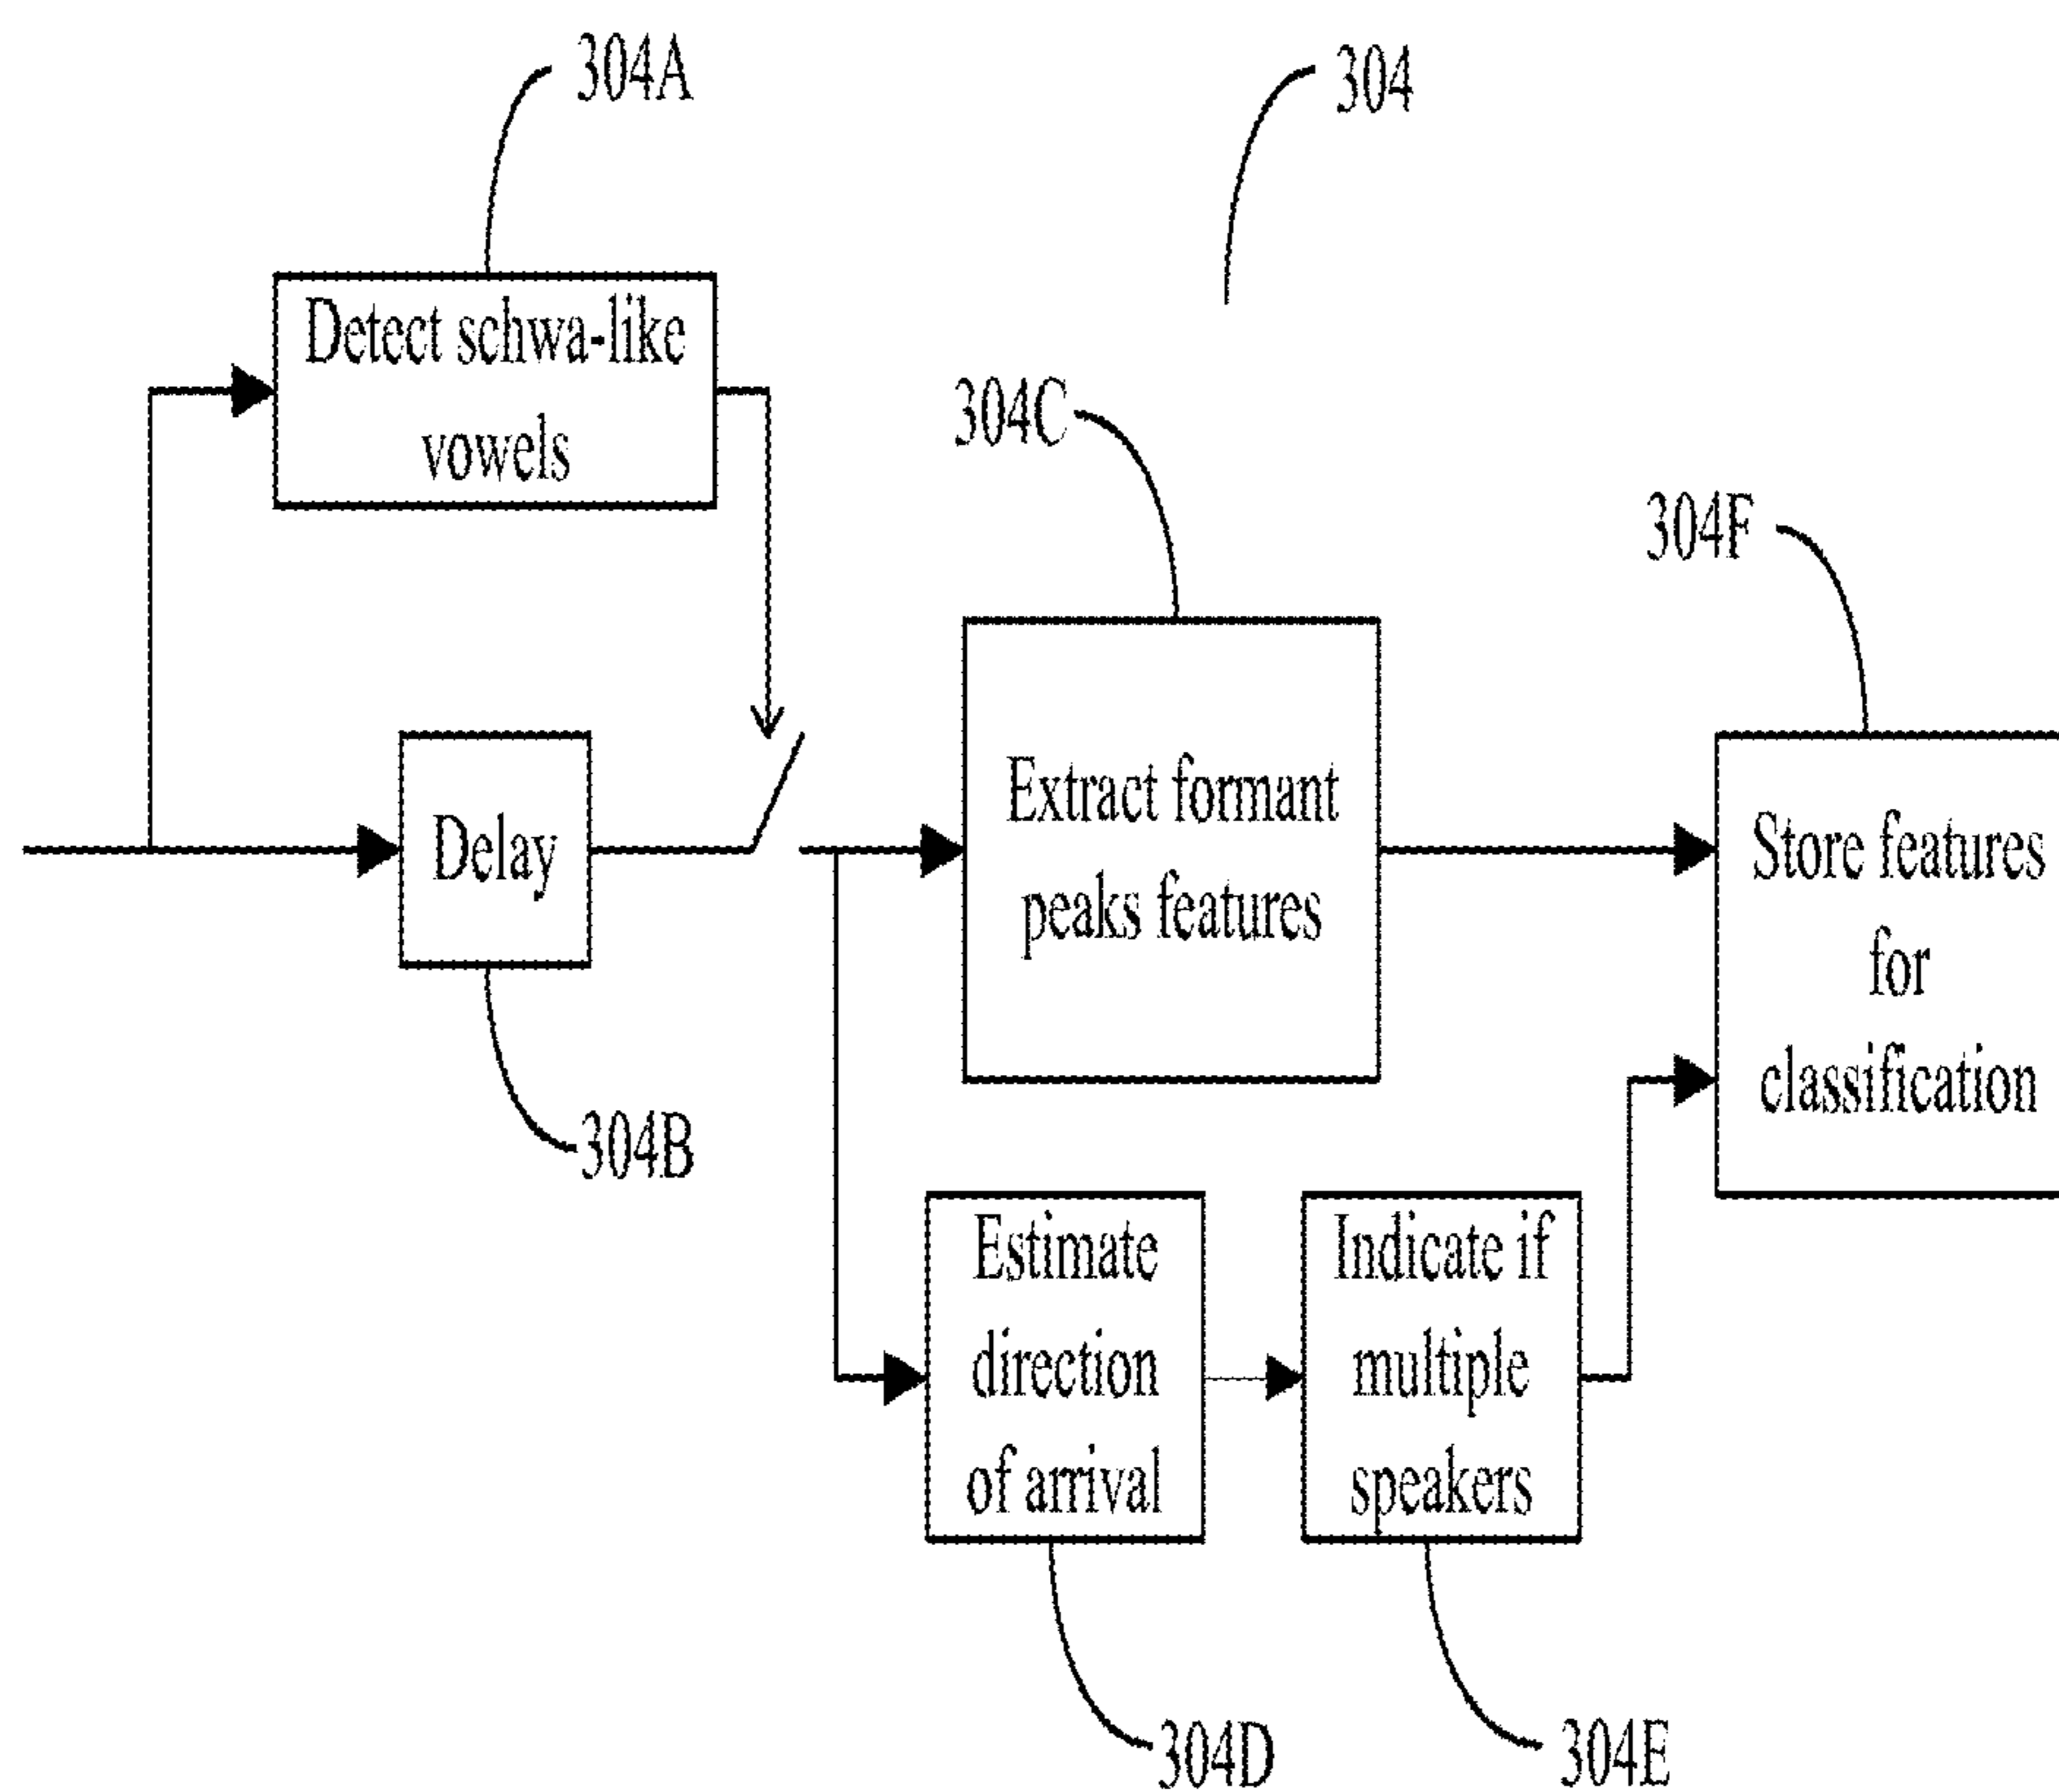 304A
304
Detect schwa-like
vowels
304C
304F
Delay
Extract formant
peaks features
Store features
for
classification
304B
Estimate
direction
of arrival
Indicate if
multiple
speakers
304D
304E